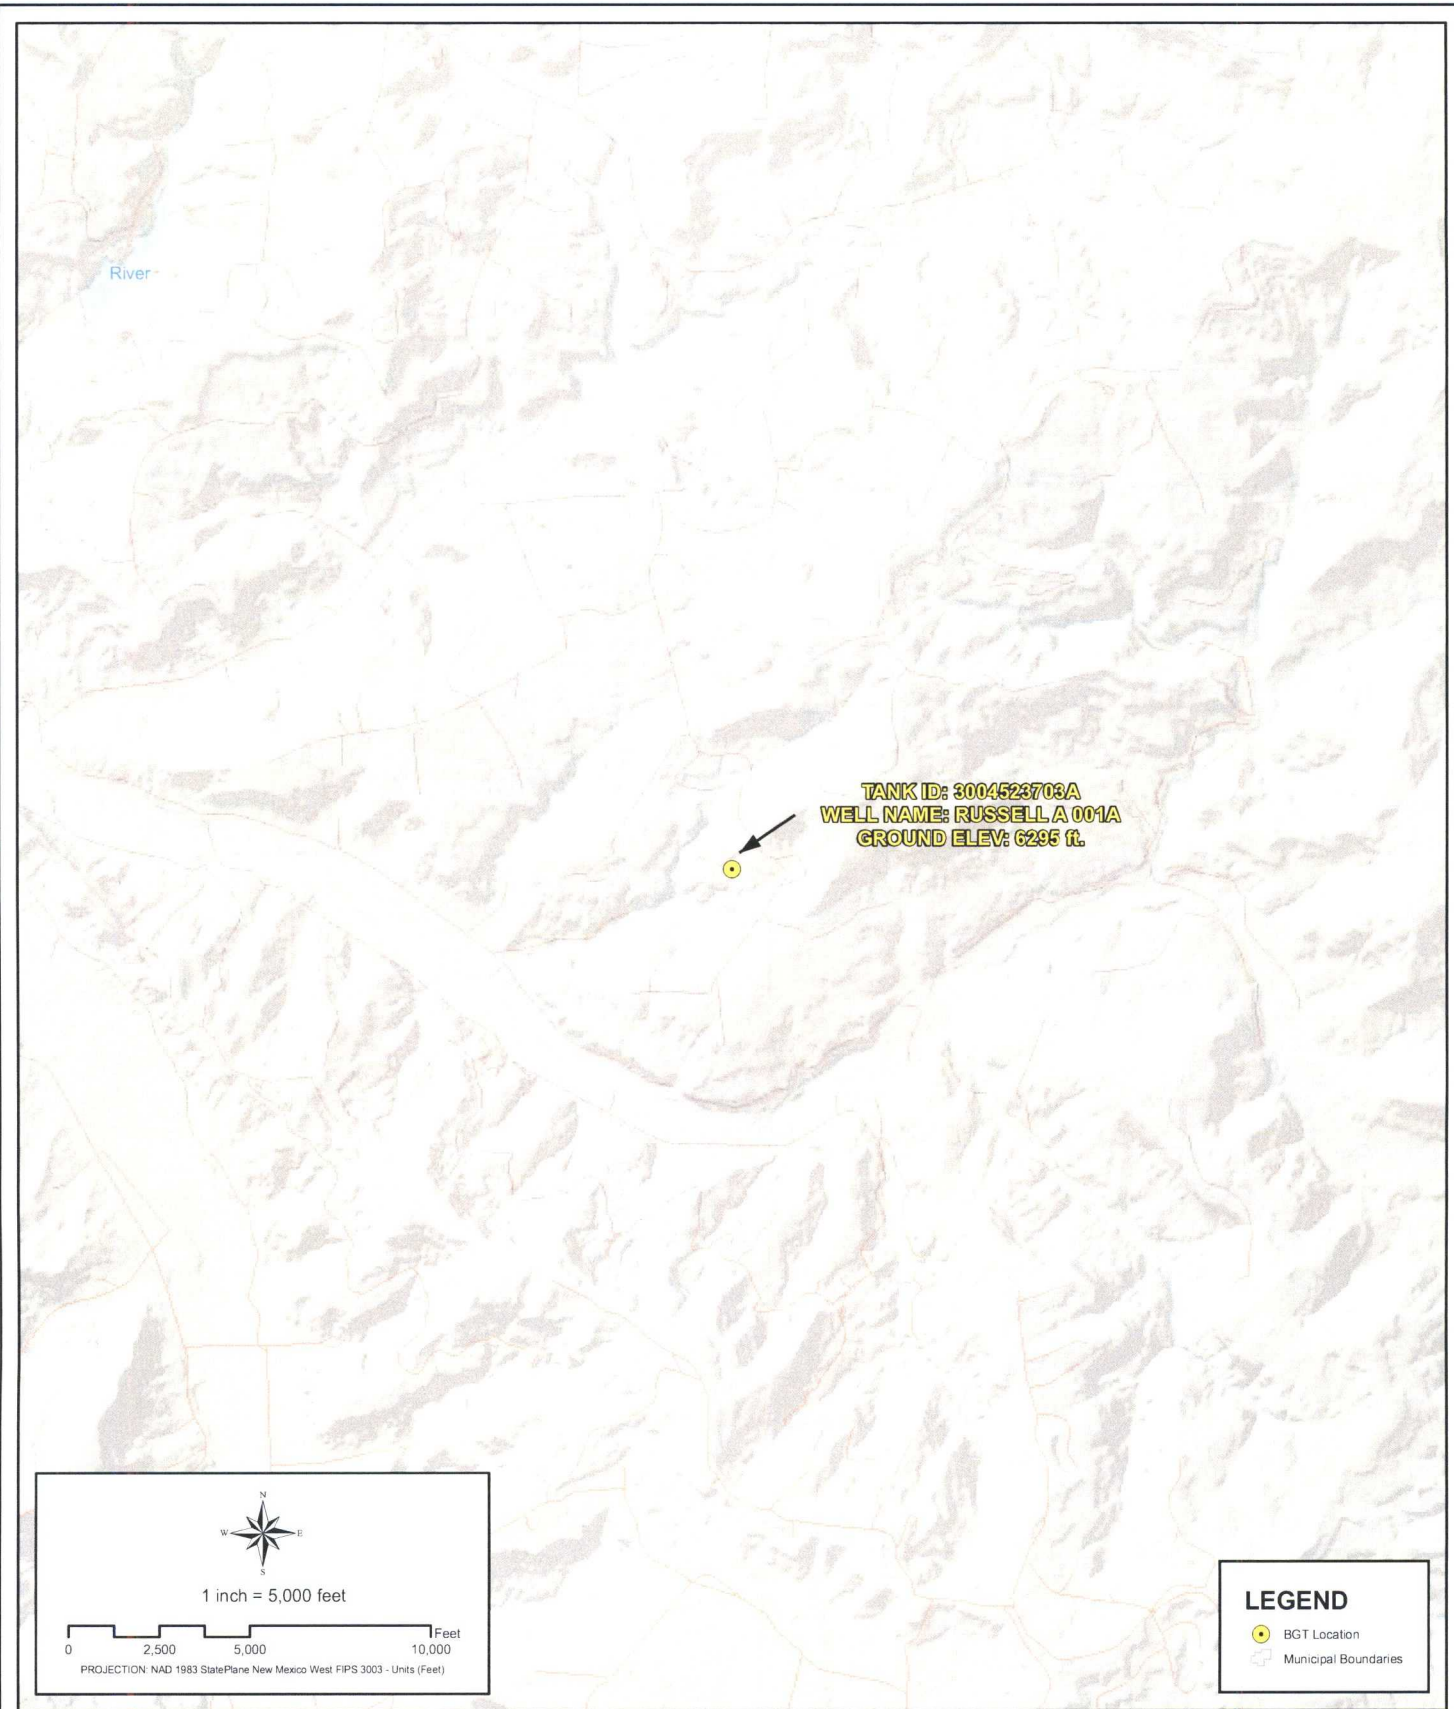 River
TANK ID: 3004523703A
WELL NAME: RUSSELL A 001A
GROUND ELEV: 6295 ft.
N
W E
S
1 inch = 5,000 feet
Feet
0 2,500 5,000 10,000
PROJECTION: NAD 1983 StatePlane New Mexico West FIPS 3003 - Units (Feet)
LEGEND
BGT Location
Municipal Boundaries